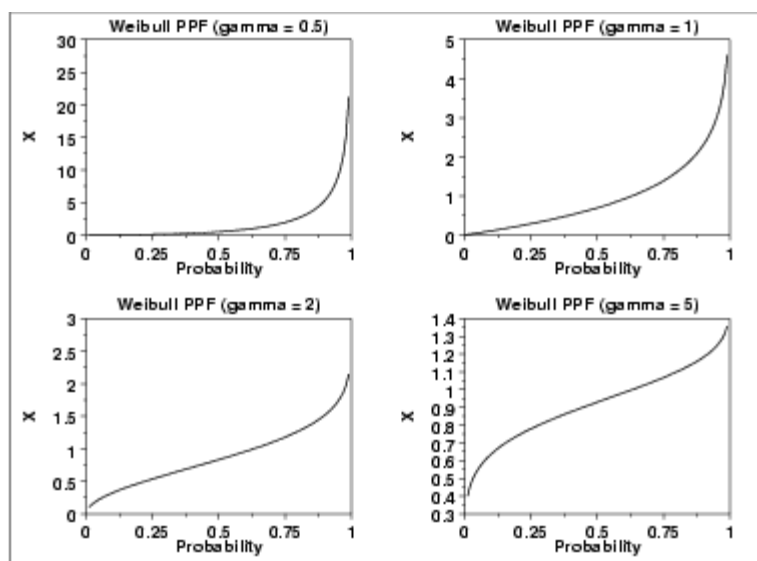 Weibull PPF (gamma = 0.5)
30
25
20
15
10
5
0
X
0 0.25 0.5 0.75 1
Probability
Weibull PPF (gamma = 1)
5
4
3
2
1
0
X
0 0.25 0.5 0.75 1
Probability
Weibull PPF (gamma = 2)
3
2.5
2
1.5
1
0.5
0
X
0 0.25 0.5 0.75 1
Probability
Weibull PPF (gamma = 5)
1.4
1.3
1.2
1.1
1
0.9
0.8
0.7
0.6
0.5
0.4
0.3
X
0 0.25 0.5 0.75 1
Probability